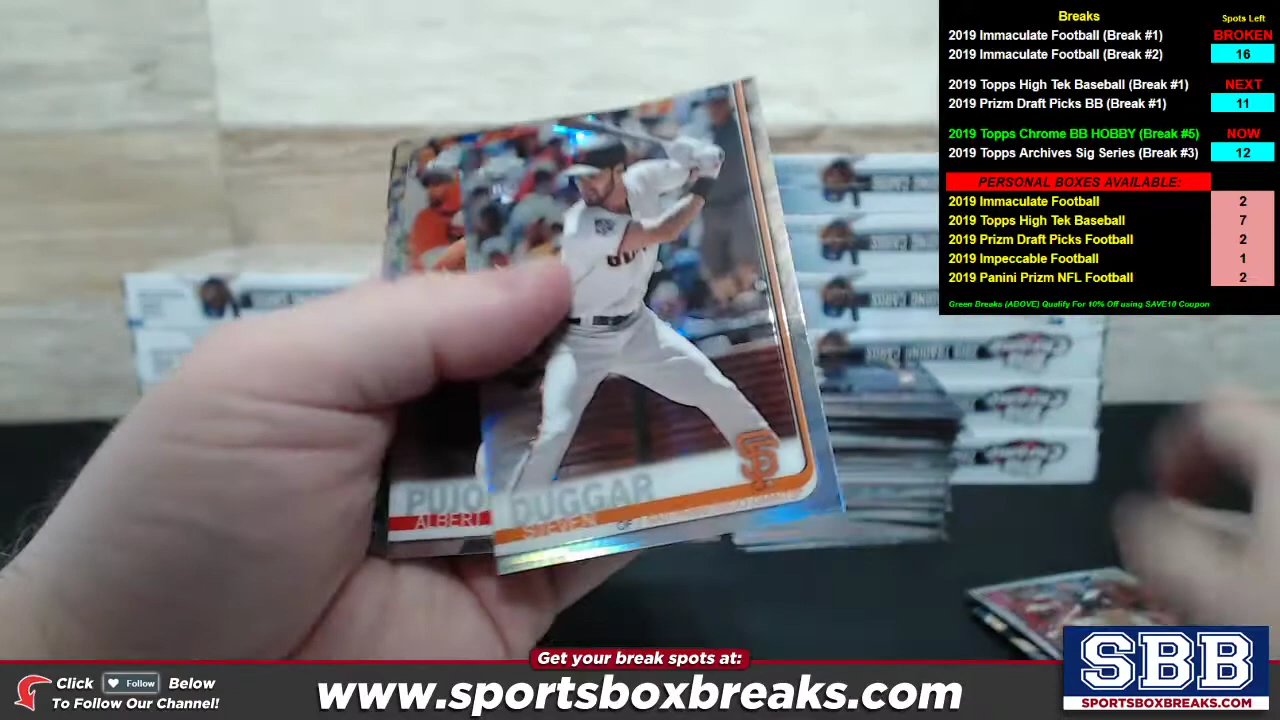 Breaks Spots Left
2019 Immaculate Football (Break #1) BROKEN
2019 Immaculate Football (Break #2) 16
2019 Topps High Tek Baseball (Break #1) NEXT
2019 Prizm Draft Picks BB (Break #1) 11
2019 Topps Chrome BB HOBBY (Break #5) NOW
2019 Topps Archives Sig Series (Break #3) 12
PERSONAL BOXES AVAILABLE:
2019 Immaculate Football 2
2019 Topps High Tek Baseball 7
2019 Prizm Draft Picks Football 2
2019 Impeccable Football 1
2019 Panini Prizm NFL Football 2
Green Breaks (ABOVE) Qualify For 10% Off using SAVE10 Coupon
PUJO
ALBERT
DUGGAR
STEVEN
OF
SF
Get your break spots at:
Click Follow Below
To Follow Our Channel!
www.sportsboxbreaks.com
SBB
SPORTSBOXBREAKS.COM